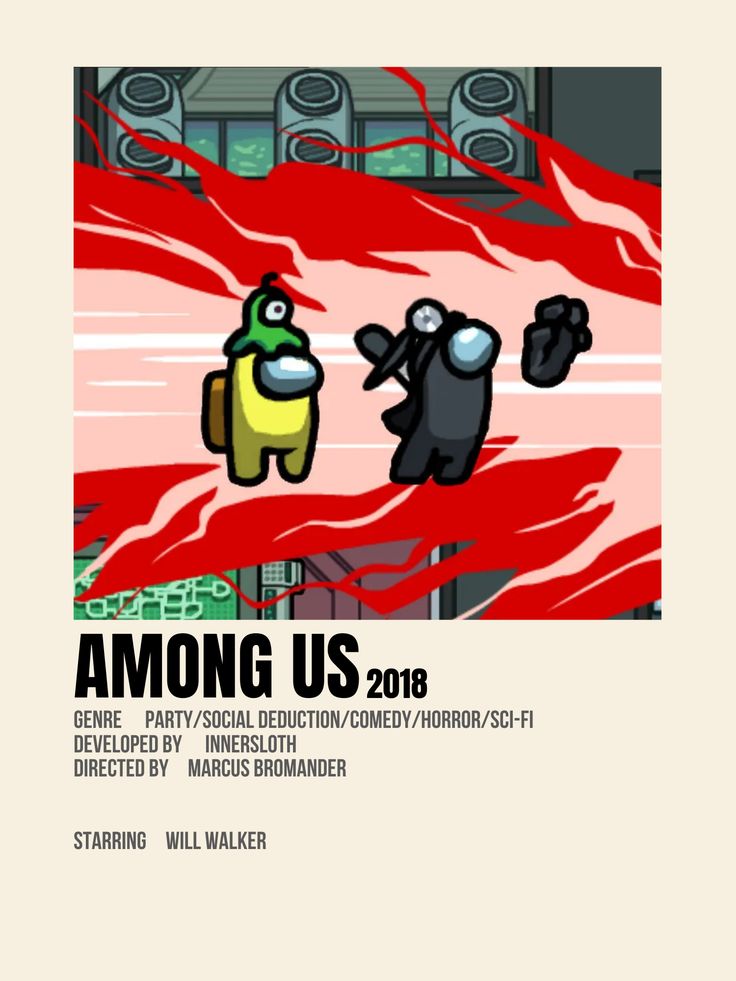 AMONG US 2018
GENRE PARTY/SOCIAL DEDUCTION/COMEDY/HORROR/SCI-FI
DEVELOPED BY INNERSLOTH
DIRECTED BY MARCUS BROMANDER
STARRING WILL WALKER